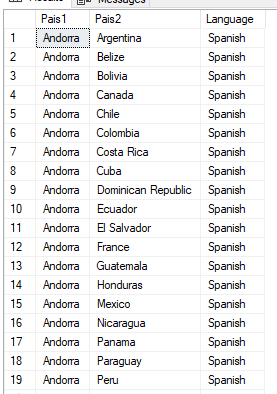 Results Messages
Pais1 Pais2 Language
1 Andorra Argentina Spanish
2 Andorra Belize Spanish
3 Andorra Bolivia Spanish
4 Andorra Canada Spanish
5 Andorra Chile Spanish
6 Andorra Colombia Spanish
7 Andorra Costa Rica Spanish
8 Andorra Cuba Spanish
9 Andorra Dominican Republic Spanish
10 Andorra Ecuador Spanish
11 Andorra El Salvador Spanish
12 Andorra France Spanish
13 Andorra Guatemala Spanish
14 Andorra Honduras Spanish
15 Andorra Mexico Spanish
16 Andorra Nicaragua Spanish
17 Andorra Panama Spanish
18 Andorra Paraguay Spanish
19 Andorra Peru Spanish